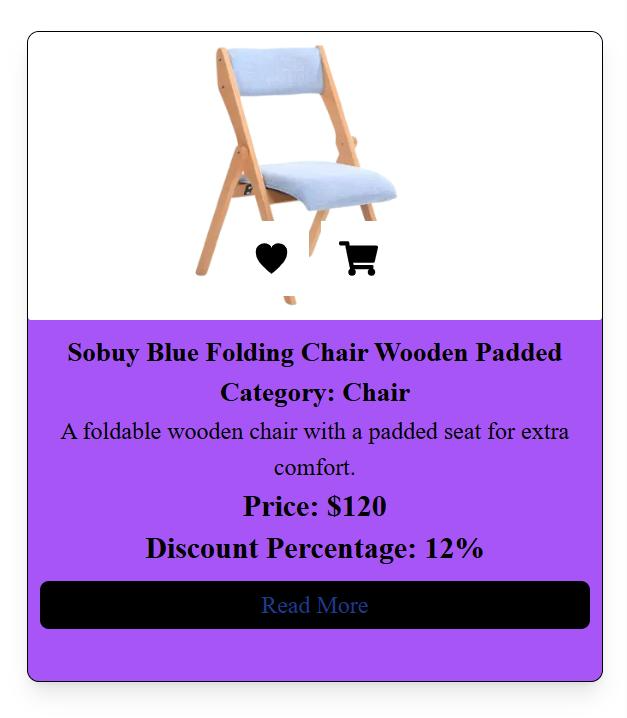 Sobuy Blue Folding Chair Wooden Padded
Category: Chair
A foldable wooden chair with a padded seat for extra
comfort.
Price: $120
Discount Percentage: 12%
Read More